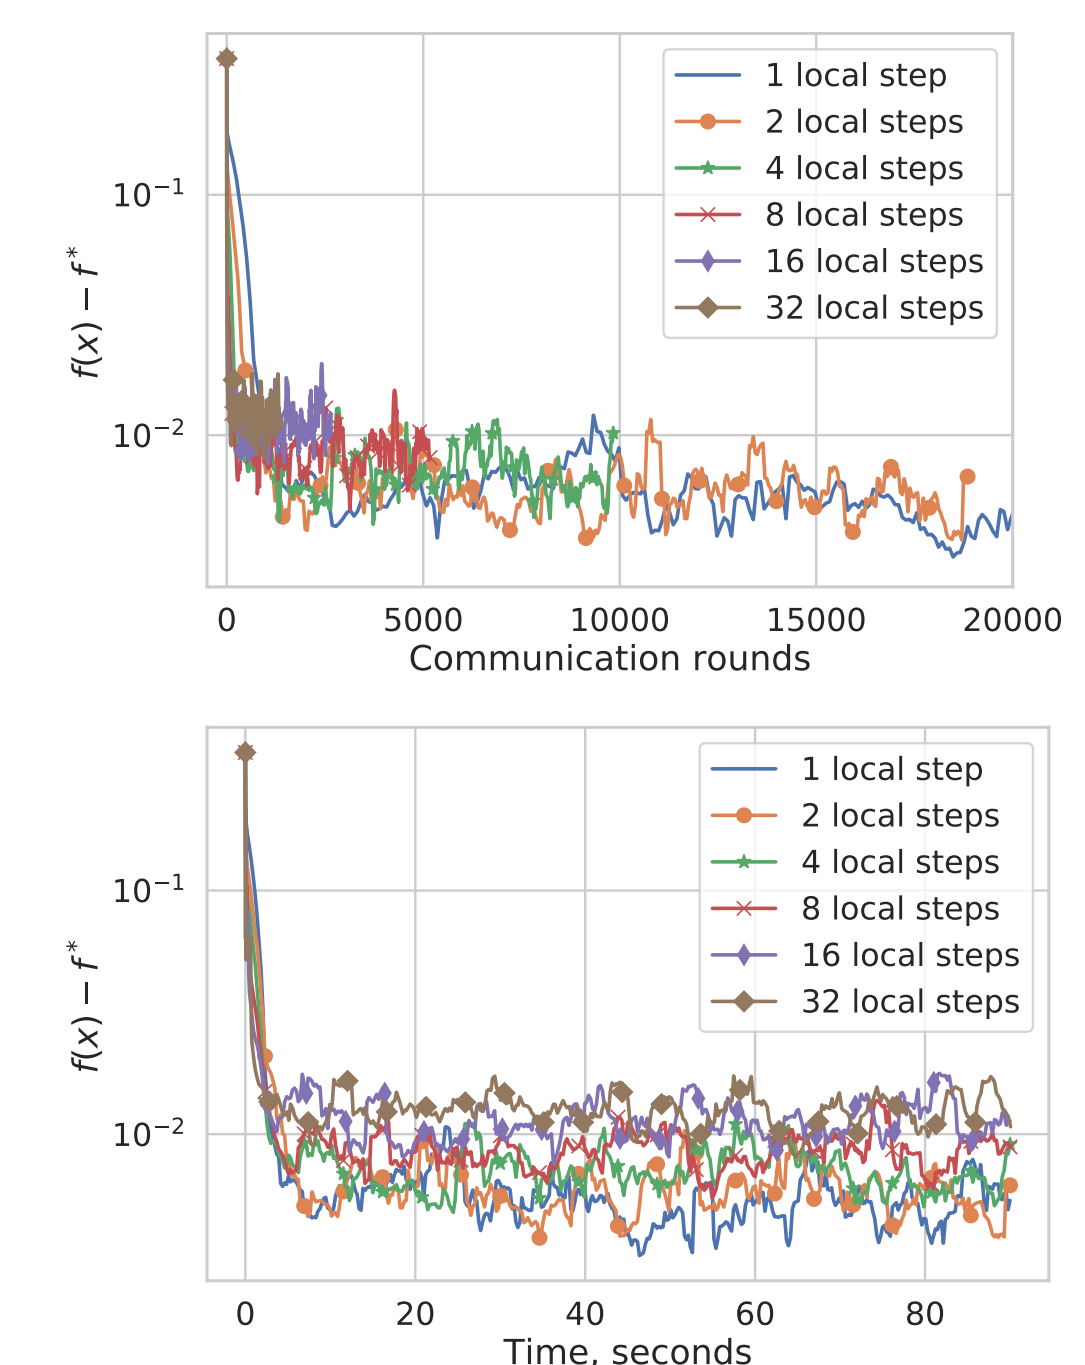 1 local step
2 local steps
4 local steps
8 local steps
16 local steps
32 local steps
10⁻¹
10⁻²
f(x) − f*
0 5000 10000 15000 20000
Communication rounds
1 local step
2 local steps
4 local steps
8 local steps
16 local steps
32 local steps
10⁻¹
10⁻²
f(x) − f*
0 20 40 60 80
Time, seconds